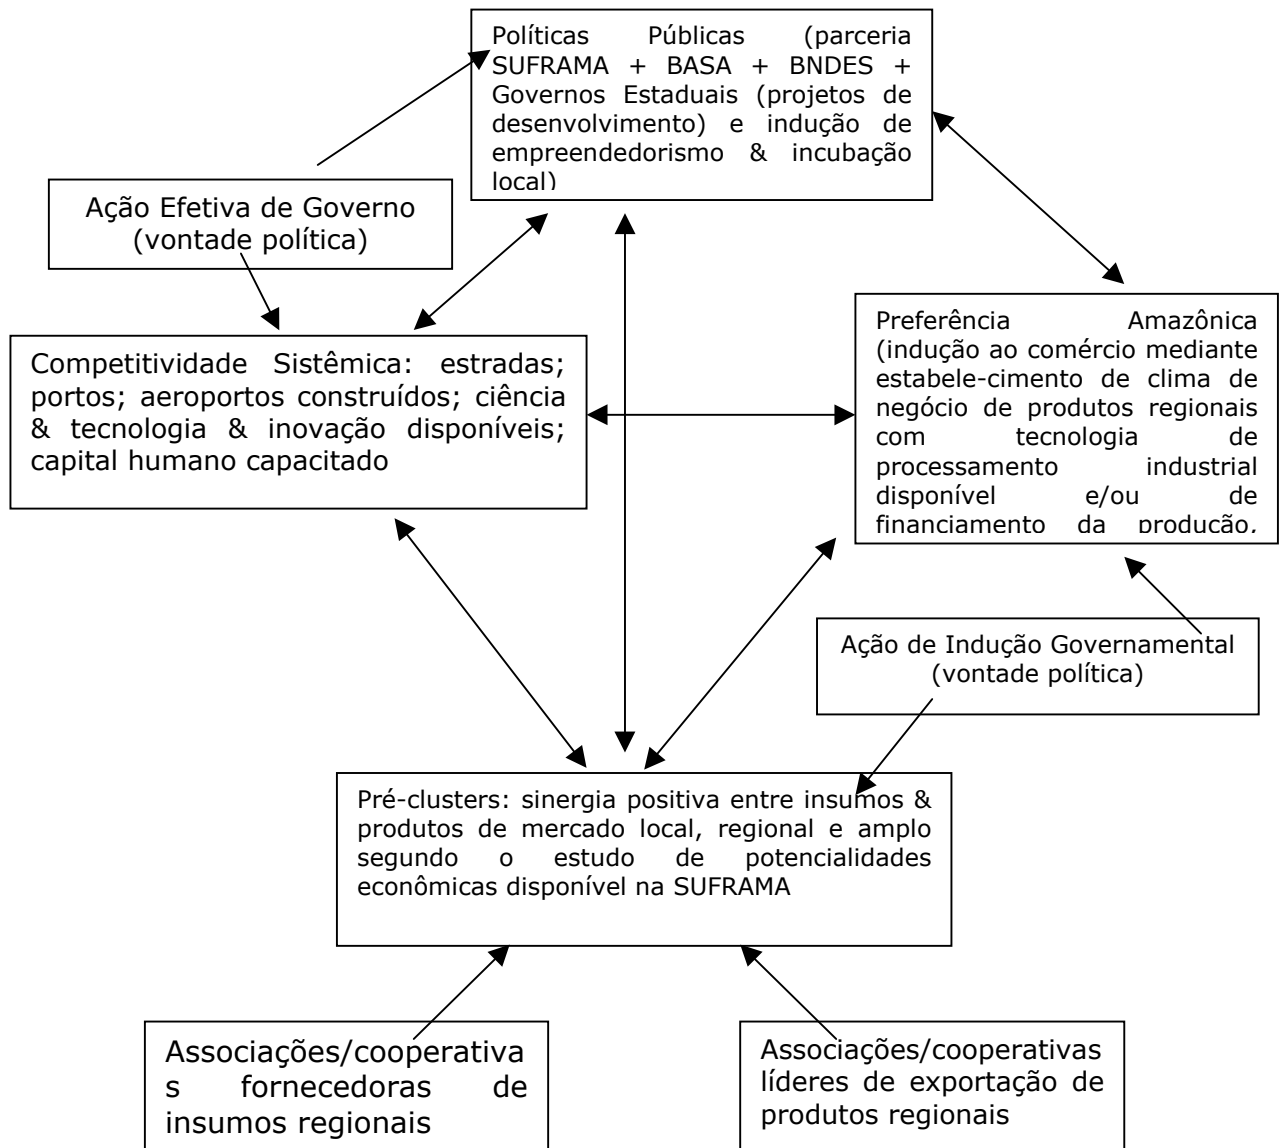 Políticas Públicas (parceria
SUFRAMA + BASA + BNDES +
Governos Estaduais (projetos de
desenvolvimento) e indução de
empreendedorismo & incubação
local)
Ação Efetiva de Governo
(vontade política)
Competitividade Sistêmica: estradas;
portos; aeroportos construídos; ciência
& tecnologia & inovação disponíveis;
capital humano capacitado
Preferência Amazônica
(indução ao comércio mediante
estabele-cimento de clima de
negócio de produtos regionais
com tecnologia de
processamento industrial
disponível e/ou de
financiamento da produção.
Ação de Indução Governamental
(vontade política)
Pré-clusters: sinergia positiva entre insumos &
produtos de mercado local, regional e amplo
segundo o estudo de potencialidades
econômicas disponível na SUFRAMA
Associações/cooperativa
s fornecedoras de
insumos regionais
Associações/cooperativas
líderes de exportação de
produtos regionais